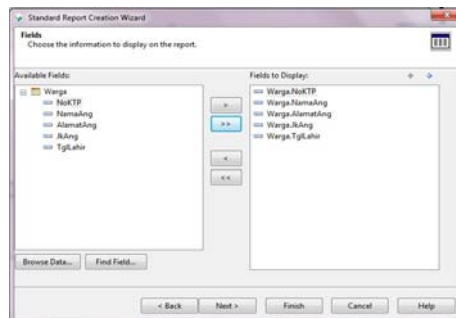 Standard Report Creation Wizard
Fields
Choose the information to display on the report.
Available Fields:
Warga
NoKTP
NamaAng
AlamatAng
JkAng
TglLahir
Browse Data...
Find Field...
>
>>
<
<<
Fields to Display:
Warga.NoKTP
Warga.NamaAng
Warga.AlamatAng
Warga.JkAng
Warga.TglLahir
< Back
Next >
Finish
Cancel
Help